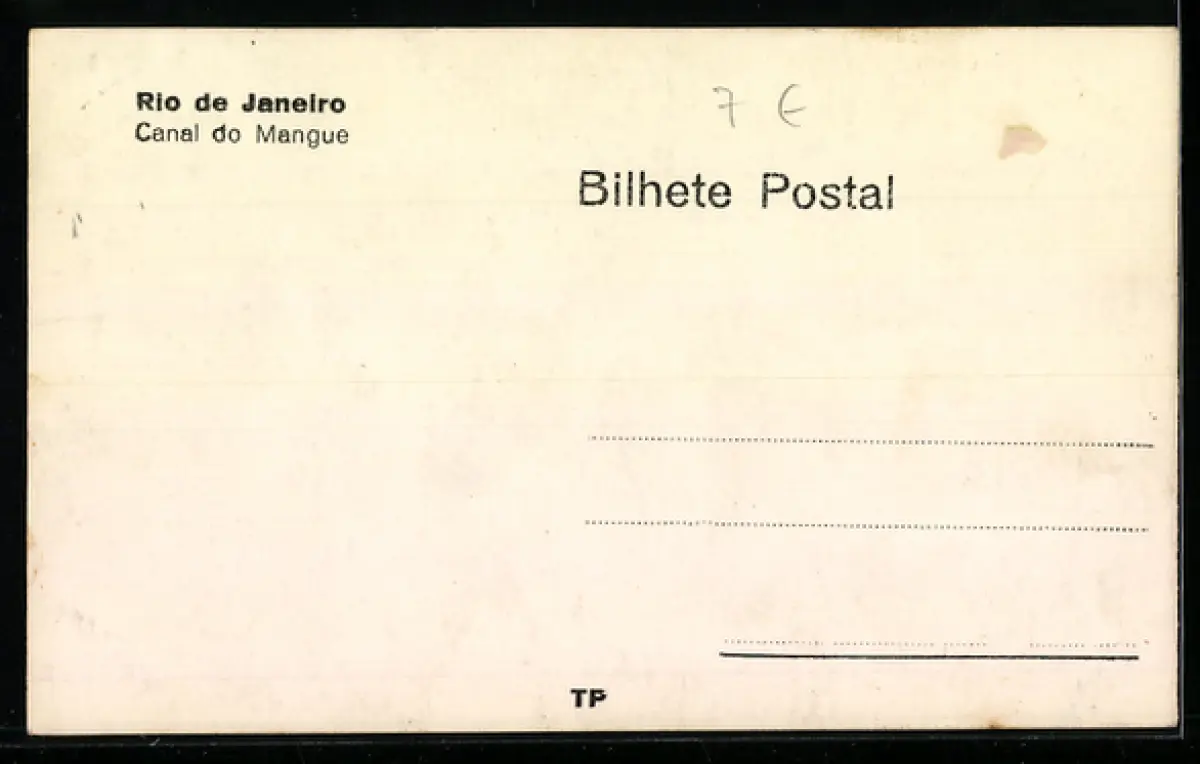 Rio de Janeiro
Canal do Mangue
7 €
Bilhete Postal
TP